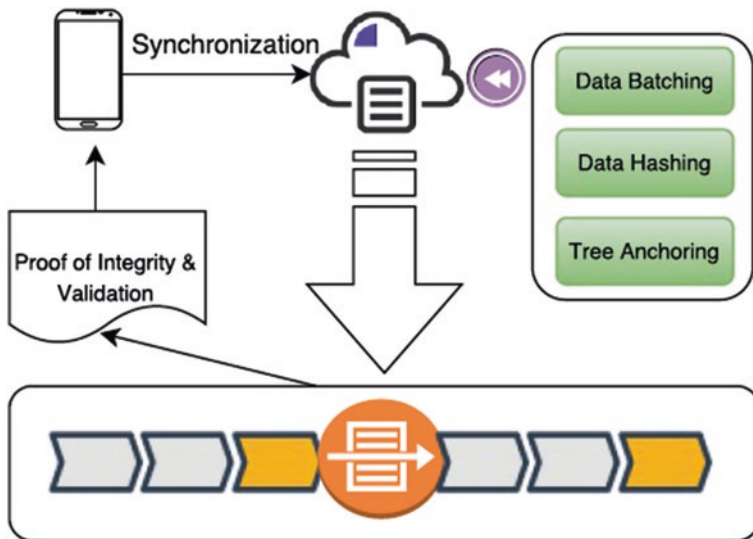 Synchronization
Data Batching
Data Hashing
Tree Anchoring
Proof of Integrity &
Validation